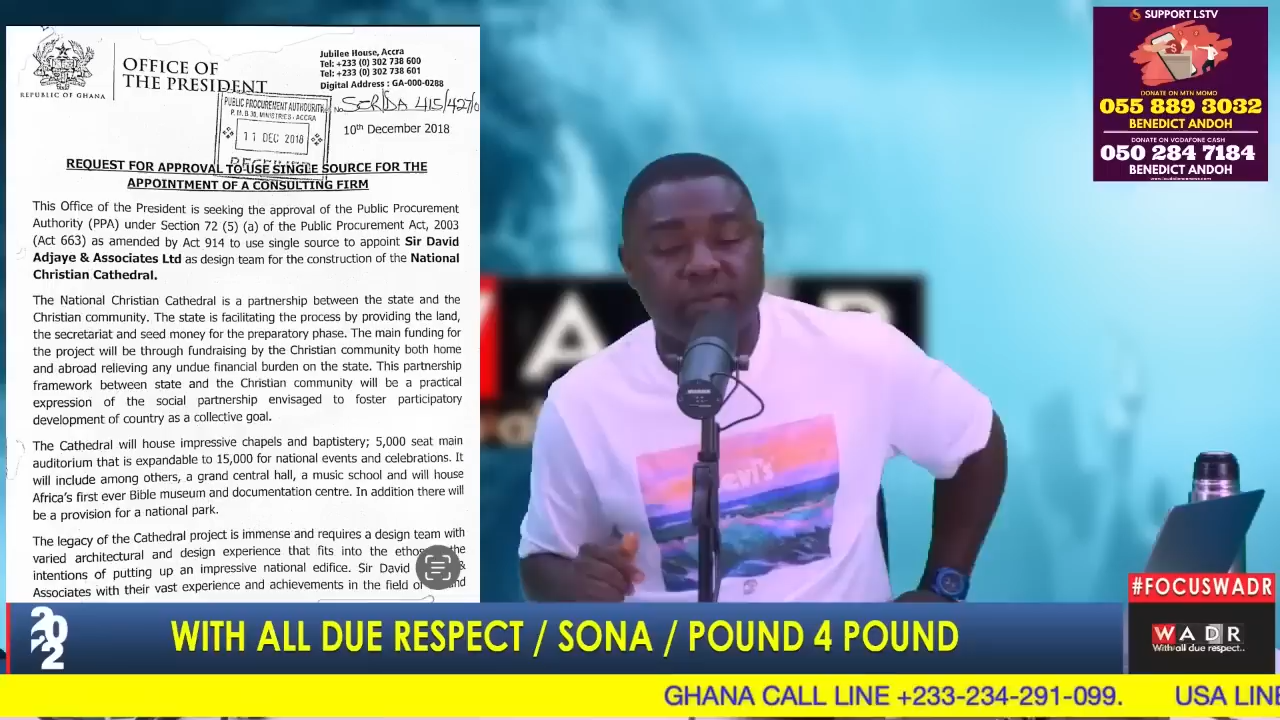 OFFICE OF
THE PRESIDENT
REPUBLIC OF GHANA
Jubilee House, Accra
Tel: +233 (0) 302 738 600
Tel: +233 (0) 302 738 601
Digital Address : GA-000-0288
PUBLIC PROCUREMENT AUTHOURITY
P. M. B 30, MINISTRIES - ACCRA
11 DEC 2018
10th December 2018
REQUEST FOR APPROVAL TO USE SINGLE SOURCE FOR THE
APPOINTMENT OF A CONSULTING FIRM
This Office of the President is seeking the approval of the Public Procurement
Authority (PPA) under Section 72 (5) (a) of the Public Procurement Act, 2003
(Act 663) as amended by Act 914 to use single source to appoint Sir David
Adjaye & Associates Ltd as design team for the construction of the National
Christian Cathedral.
The National Christian Cathedral is a partnership between the state and the
Christian community. The state is facilitating the process by providing the land,
the secretariat and seed money for the preparatory phase. The main funding for
the project will be through fundraising by the Christian community both home
and abroad relieving any undue financial burden on the state. This partnership
framework between state and the Christian community will be a practical
expression of the social partnership envisaged to foster participatory
development of country as a collective goal.
The Cathedral will house impressive chapels and baptistery; 5,000 seat main
auditorium that is expandable to 15,000 for national events and celebrations. It
will include among others, a grand central hall, a music school and will house
Africa's first ever Bible museum and documentation centre. In addition there will
be a provision for a national park.
The legacy of the Cathedral project is immense and requires a design team with
varied architectural and design experience that fits into the ethos the
intentions of putting up an impressive national edifice. Sir David &
Associates with their vast experience and achievements in the field of
SUPPORT LSTV
DONATE ON MTN MOMO
055 889 3032
BENEDICT ANDOH
DONATE ON VODAFONE CASH
050 284 7184
BENEDICT ANDOH
2022
WITH ALL DUE RESPECT / SONA / POUND 4 POUND
#FOCUSWADR
WADR
With all due respect..
GHANA CALL LINE +233-234-291-099. USA LINE